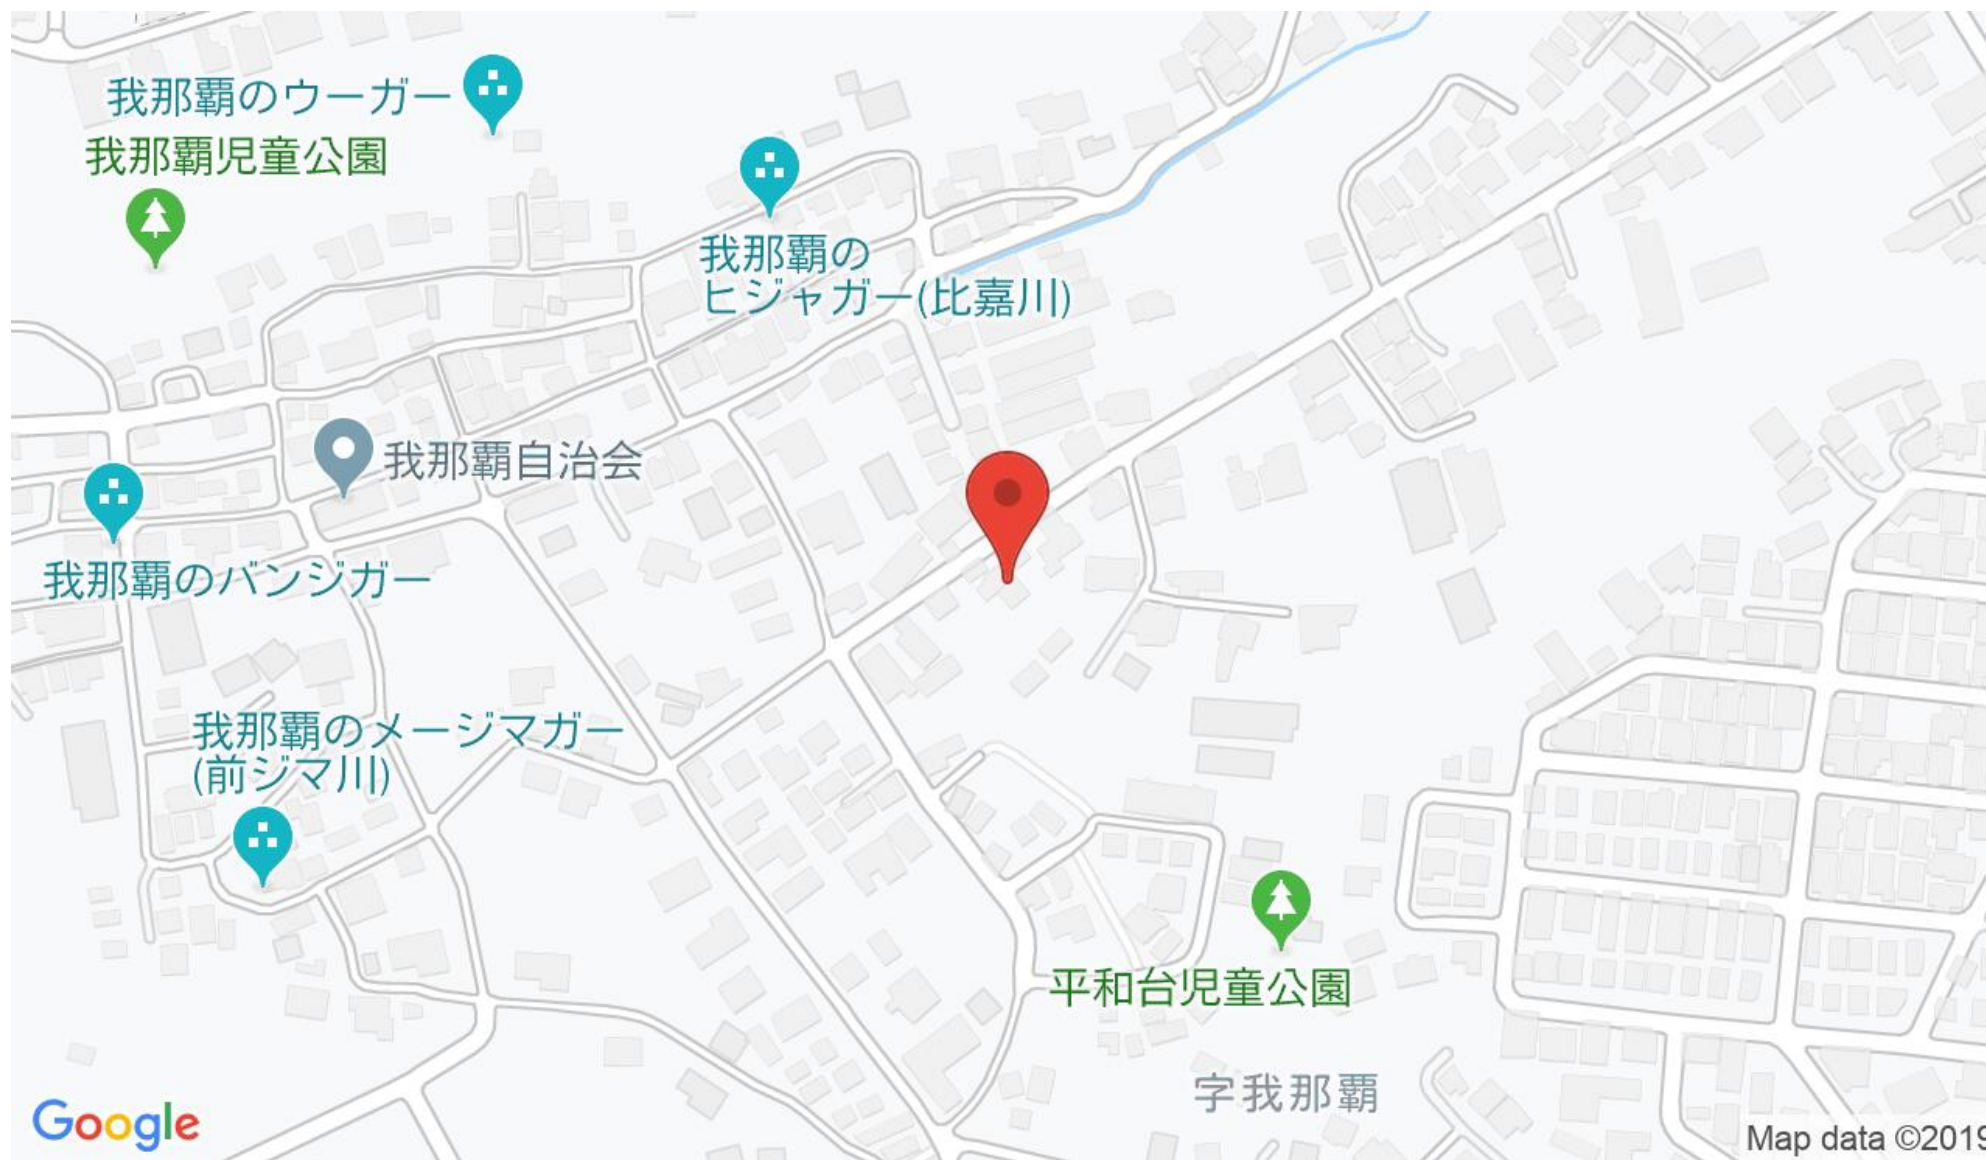 我那覇のウーガー
我那覇児童公園
我那覇の
ヒジャガー(比嘉川)
我那覇自治会
我那覇のバンジガー
我那覇のメージマガー
(前ジマ川)
平和台児童公園
字我那覇
Google
Map data ©2019